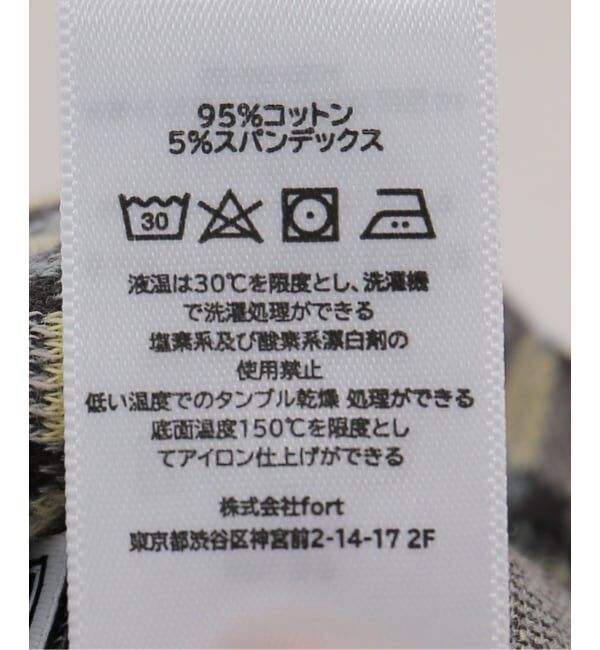 95%コットン
5%スパンデックス
30
液温は30℃を限度とし、洗濯機
で洗濯処理ができる
塩素系及び酸素系漂白剤の
使用禁止
低い温度でのタンブル乾燥 処理ができる
底面温度150℃を限度とし
てアイロン仕上げができる
株式会社fort
東京都渋谷区神宮前2-14-17 2F